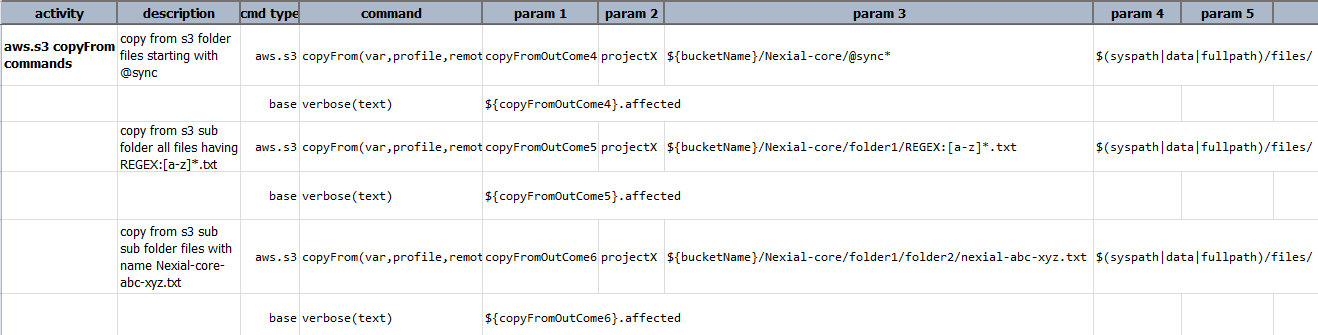 activity description cmd type command param 1 param 2 param 3 param 4 param 5
aws.s3 copyFrom
commands
copy from s3 folder
files starting with
@sync
aws.s3 copyFrom(var,profile,remot copyFromOutCome4 projectX ${bucketName}/Nexial-core/@sync* $(syspath|data|fullpath)/files/
base verbose(text) ${copyFromOutCome4}.affected
copy from s3 sub
folder all files having
REGEX:[a-z]*.txt
aws.s3 copyFrom(var,profile,remot copyFromOutCome5 projectX ${bucketName}/Nexial-core/folder1/REGEX:[a-z]*.txt $(syspath|data|fullpath)/files/
base verbose(text) ${copyFromOutCome5}.affected
copy from s3 sub
sub folder files with
name Nexial-core-
abc-xyz.txt
aws.s3 copyFrom(var,profile,remot copyFromOutCome6 projectX ${bucketName}/Nexial-core/folder1/folder2/nexial-abc-xyz.txt $(syspath|data|fullpath)/files/
base verbose(text) ${copyFromOutCome6}.affected